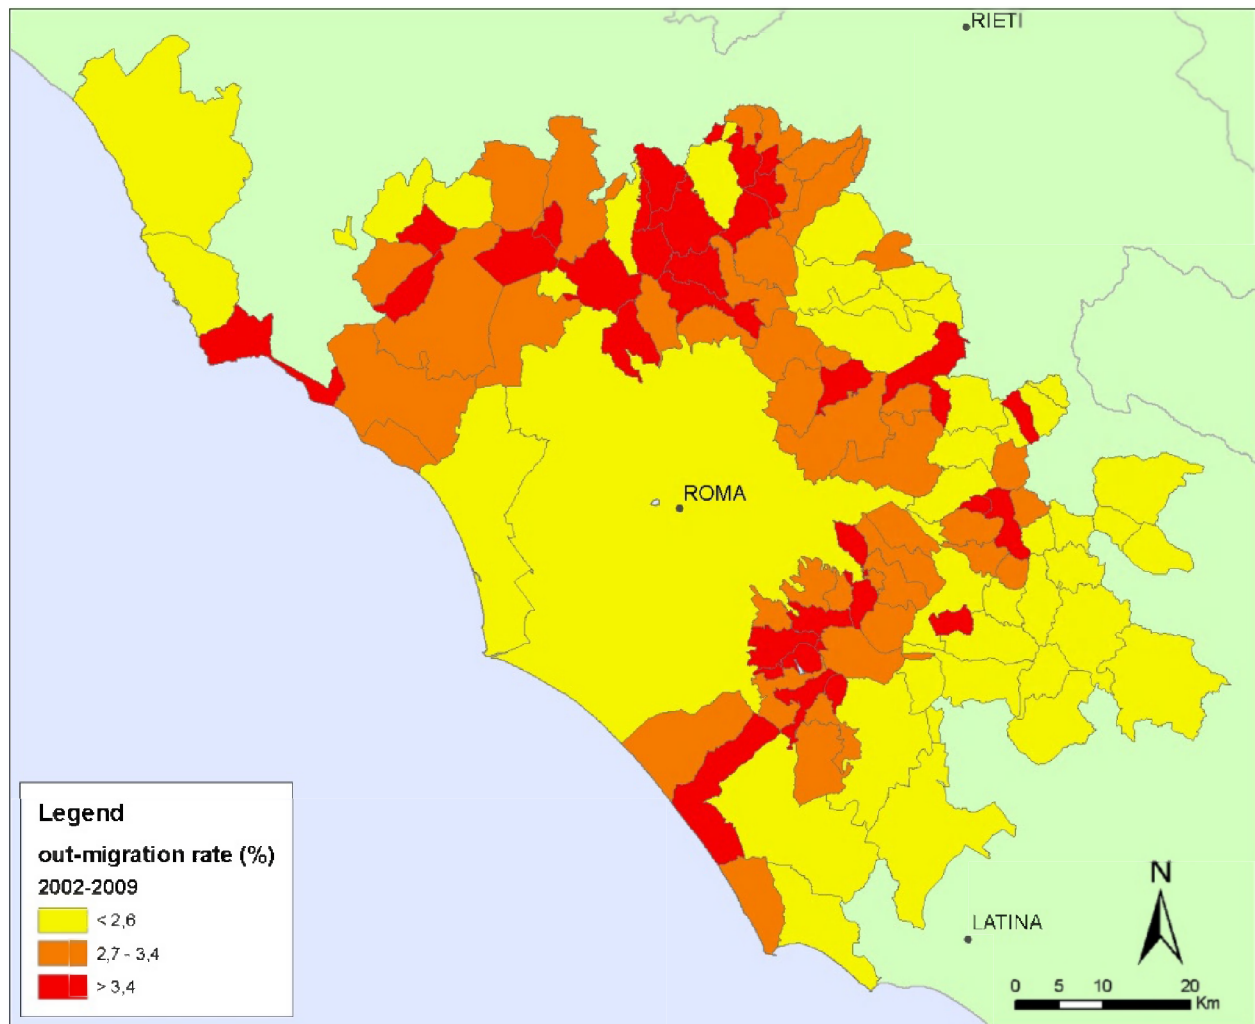 RIETI
ROMA
Legend
out-migration rate (%)
2002-2009
< 2,6
2,7 - 3,4
> 3,4
LATINA
N
0 5 10 20
Km